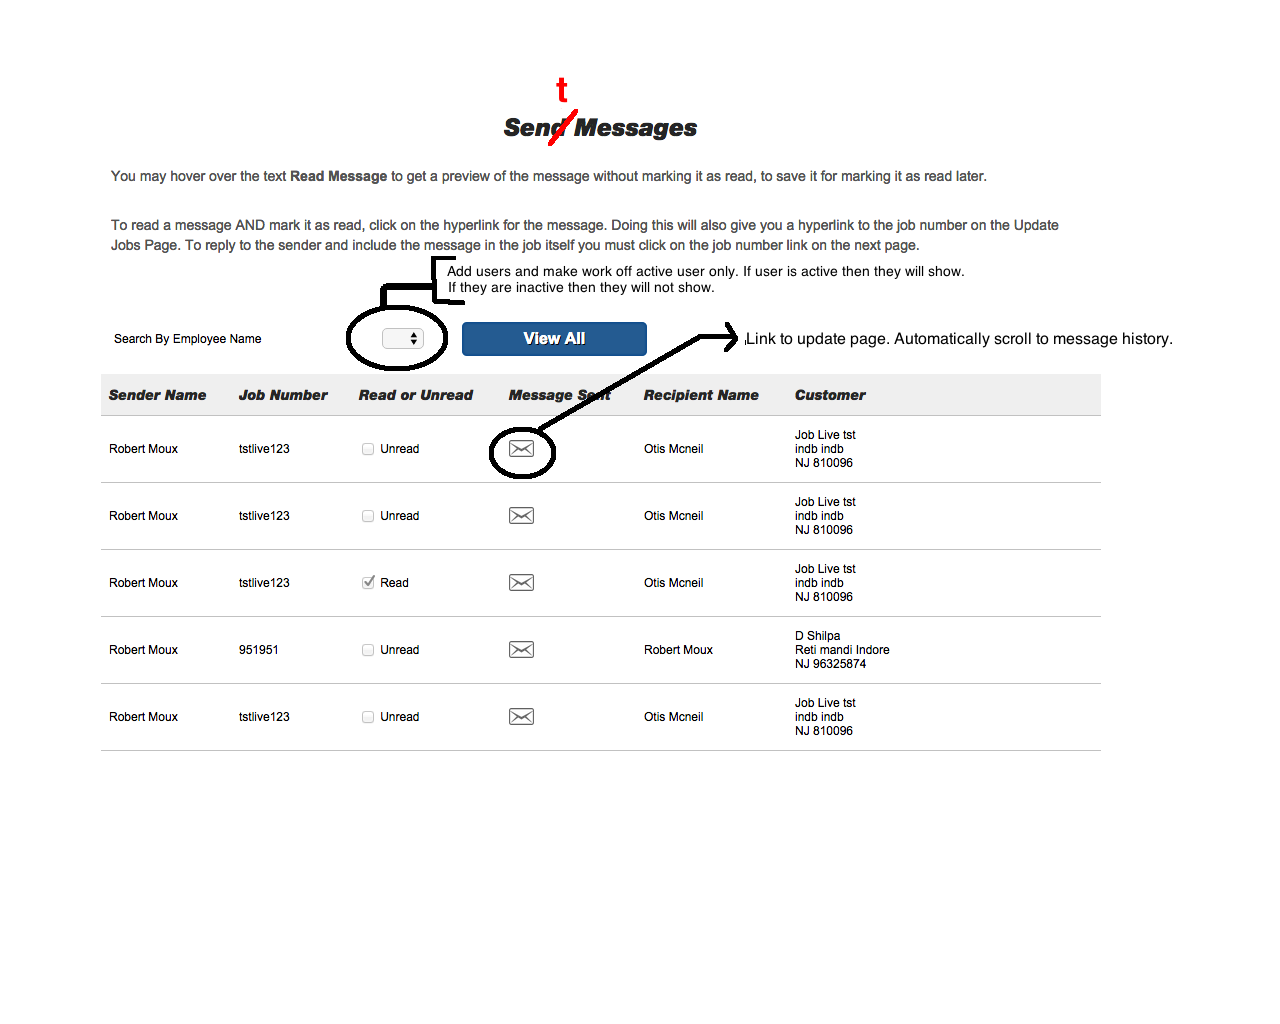 t
Send Messages
You may hover over the text Read Message to get a preview of the message without marking it as read, to save it for marking it as read later.
To read a message AND mark it as read, click on the hyperlink for the message. Doing this will also give you a hyperlink to the job number on the Update
Jobs Page. To reply to the sender and include the message in the job itself you must click on the job number link on the next page.
Add users and make work off active user only. If user is active then they will show.
If they are inactive then they will not show.
Search By Employee Name View All Link to update page. Automatically scroll to message history.
Sender Name Job Number Read or Unread Message Sent Recipient Name Customer
Job Live tst
Robert Moux tstlive123 Unread Otis Mcneil indb indb
NJ 810096
Job Live tst
Robert Moux tstlive123 Unread Otis Mcneil indb indb
NJ 810096
Job Live tst
Robert Moux tstlive123 Read Otis Mcneil indb indb
NJ 810096
D Shilpa
Robert Moux 951951 Unread Robert Moux Reti mandi Indore
NJ 96325874
Job Live tst
Robert Moux tstlive123 Unread Otis Mcneil indb indb
NJ 810096